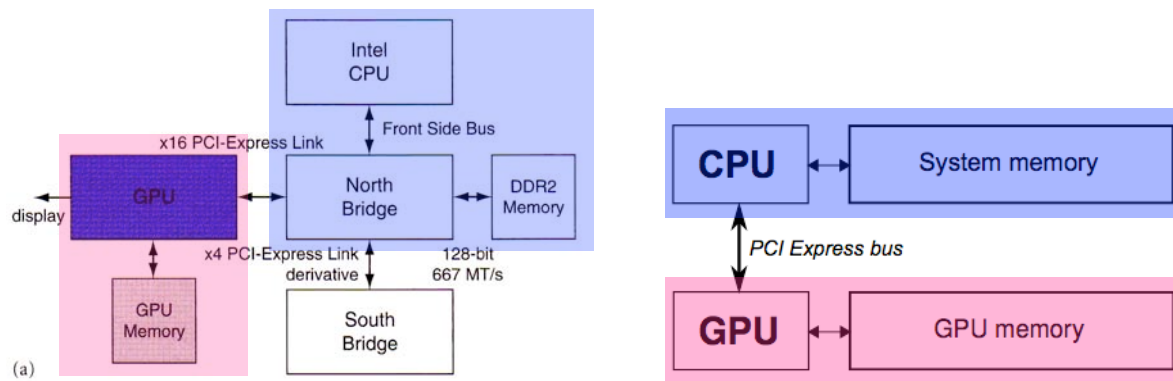 Intel
CPU
Front Side Bus
x16 PCI-Express Link
GPU
North
Bridge
DDR2
Memory
display
x4 PCI-Express Link
derivative
128-bit
667 MT/s
GPU
Memory
South
Bridge
(a)
CPU
System memory
PCI Express bus
GPU
GPU memory